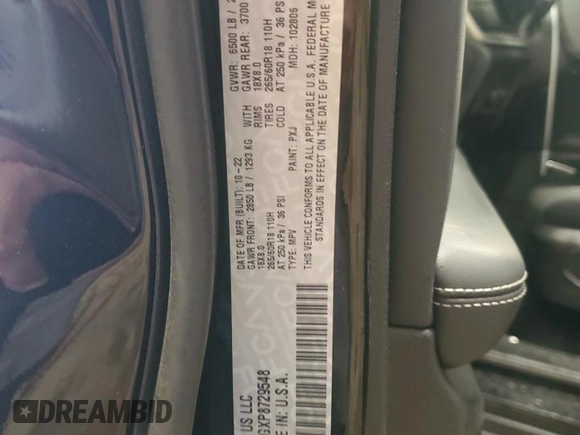 US LLC
GXP8729548
E IN: U.S.A.
DATE OF MFR (BUILT): 10-22
GAWR FRONT: 2850 LB / 1293 KG WITH
18X8.0 RIMS
265/60R18 110H TIRES
AT 250 kPa / 36 PSI COLD
TYPE: MPV PAINT: PXJ
THIS VEHICLE CONFORMS TO ALL APPLICABLE U.S.A. FEDERAL M
STANDARDS IN EFFECT ON THE DATE OF MANUFACTURE
GVWR: 6500 LB /
GAWR REAR: 3700
18X8.0
265/60R18 110H
AT 250 kPa / 36 PS
MDH: 102806
DREAMBID